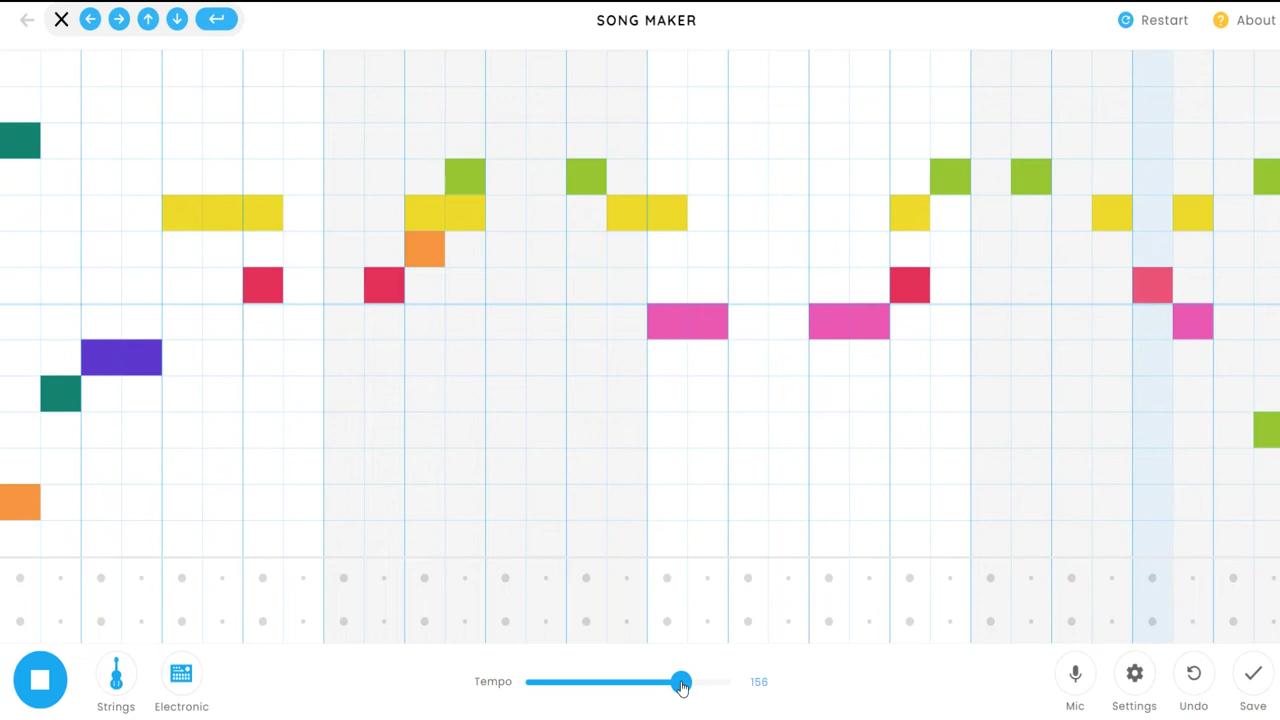 SONG MAKER
Restart
About
Strings
Electronic
Tempo
156
Mic
Settings
Undo
Save